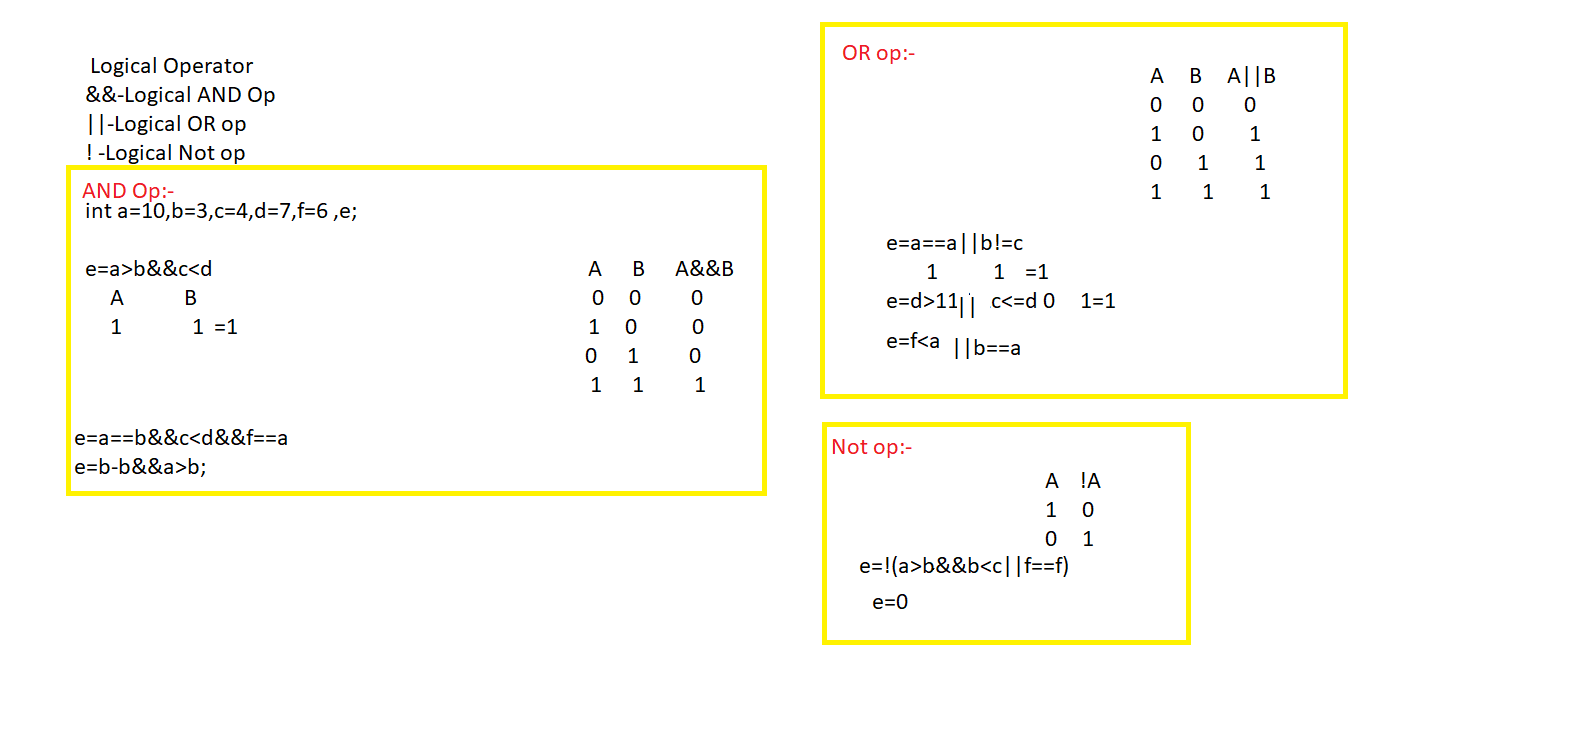 Logical Operator
&&-Logical AND Op
||-Logical OR op
! -Logical Not op
AND Op:-
int a=10,b=3,c=4,d=7,f=6 ,e;
e=a>b&&c<d
A B
1 1 =1
A B A&&B
0 0 0
1 0 0
0 1 0
1 1 1
e=a==b&&c<d&&f==a
e=b-b&&a>b;
OR op:-
A B A||B
0 0 0
1 0 1
0 1 1
1 1 1
e=a==a||b!=c
1 1 =1
e=d>11|| c<=d 0 1=1
e=f<a ||b==a
Not op:-
A !A
1 0
0 1
e=!(a>b&&b<c||f==f)
e=0